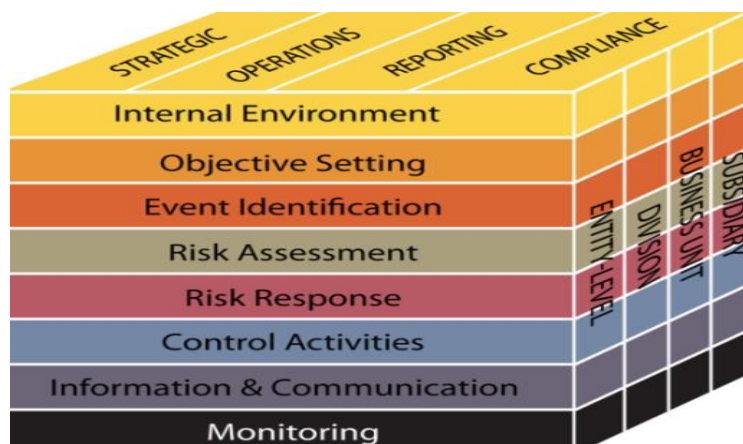 STRATEGIC
OPERATIONS
REPORTING
COMPLIANCE
Internal Environment
Objective Setting
Event Identification
Risk Assessment
Risk Response
Control Activities
Information & Communication
Monitoring
ENTITY-LEVEL
DIVISION
BUSINESS UNIT
SUBSIDIARY